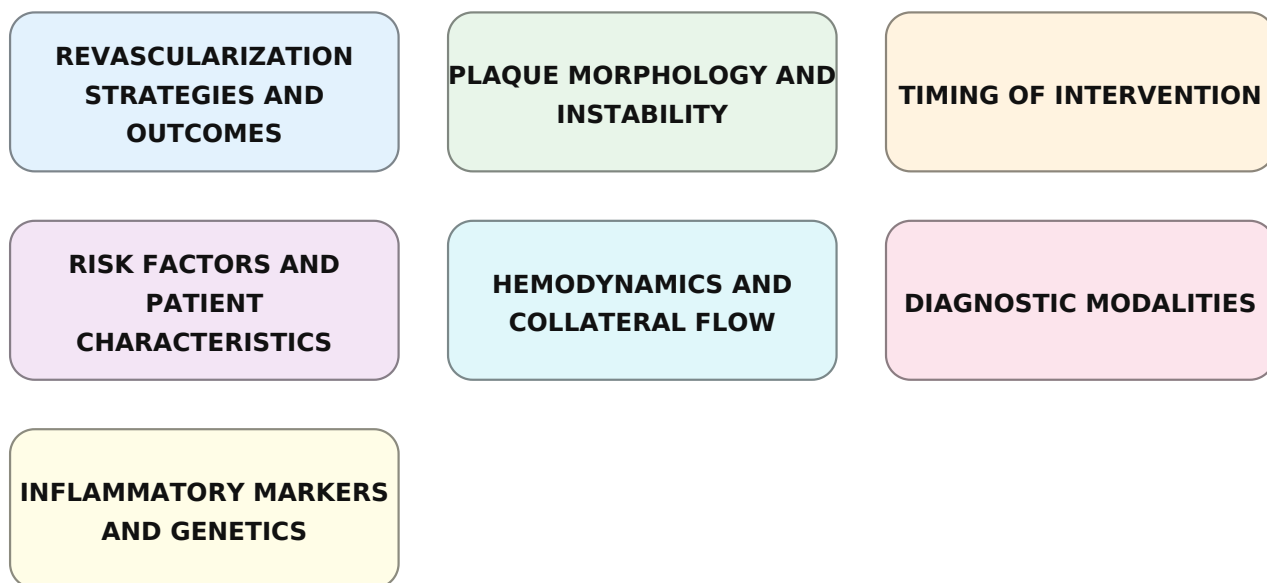 REVASCULARIZATION
STRATEGIES AND
OUTCOMES
PLAQUE MORPHOLOGY AND
INSTABILITY
TIMING OF INTERVENTION
RISK FACTORS AND
PATIENT
CHARACTERISTICS
HEMODYNAMICS AND
COLLATERAL FLOW
DIAGNOSTIC MODALITIES
INFLAMMATORY MARKERS
AND GENETICS